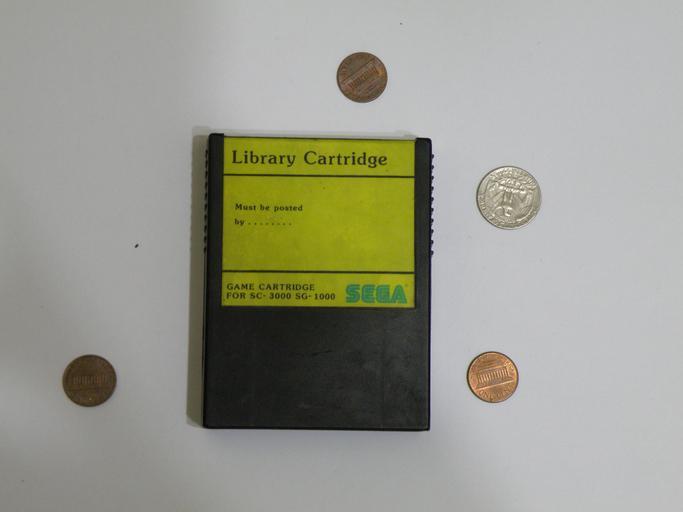 Library Cartridge
Must be posted
by ........
GAME CARTRIDGE
FOR SC-3000 SG-1000
SEGA